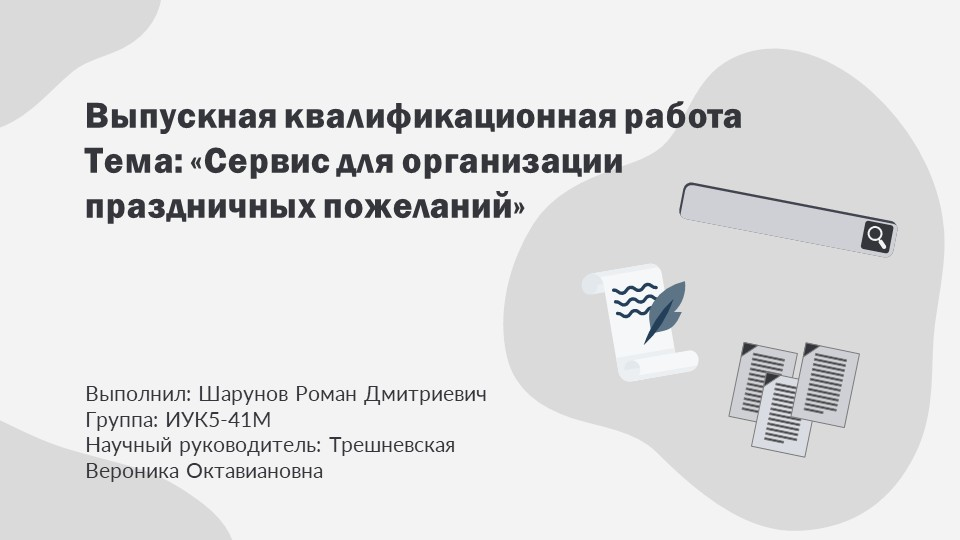 Выпускная квалификационная работа
Тема: «Сервис для организации
праздничных пожеланий»
Выполнил: Шарунов Роман Дмитриевич
Группа: ИУК5-41М
Научный руководитель: Трешневская
Вероника Октавиановна